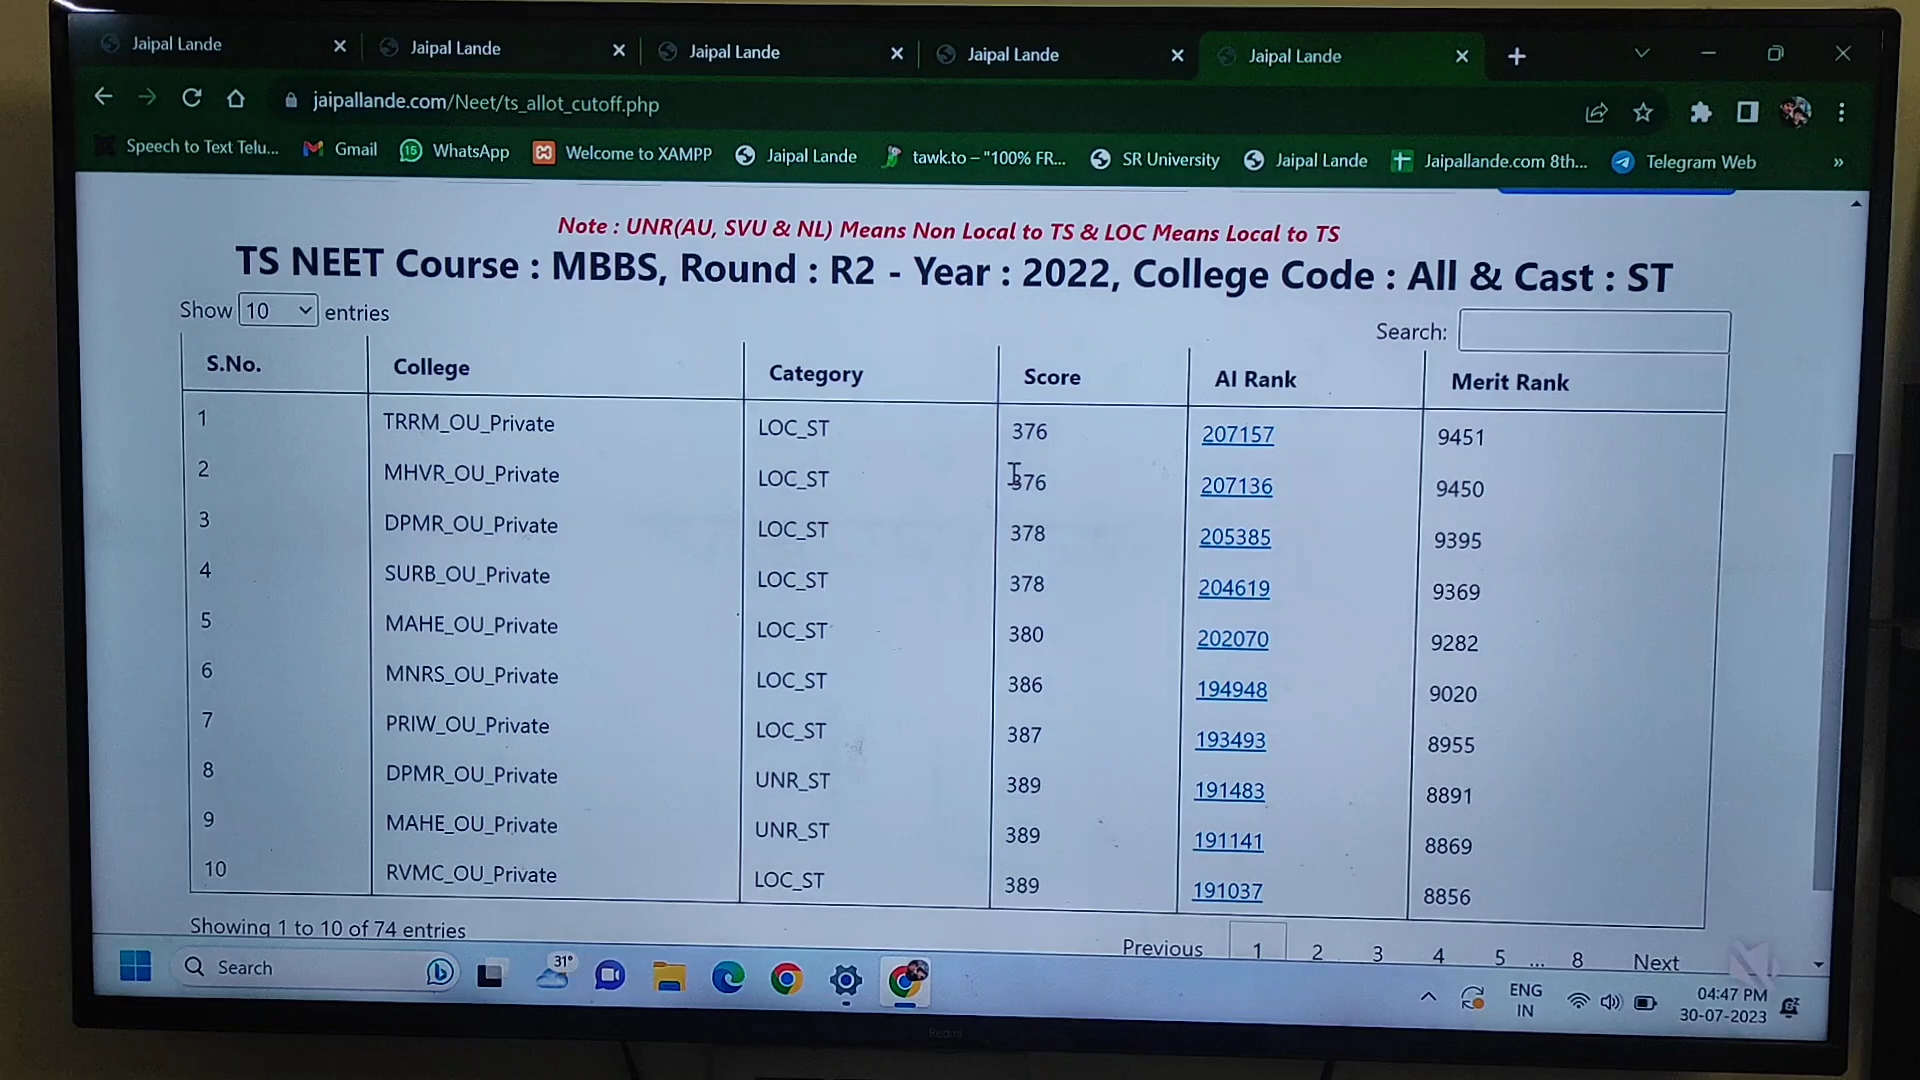 Jaipal Lande Jaipal Lande Jaipal Lande Jaipal Lande Jaipal Lande
jaipallande.com/Neet/ts_allot_cutoff.php
Speech to Text Telu... Gmail 15 WhatsApp Welcome to XAMPP Jaipal Lande tawk.to – "100% FR... SR University Jaipal Lande Jaipallande.com 8th... Telegram Web »
Note : UNR(AU, SVU & NL) Means Non Local to TS & LOC Means Local to TS
TS NEET Course : MBBS, Round : R2 - Year : 2022, College Code : All & Cast : ST
Show 10 entries
Search:
S.No. College Category Score AI Rank Merit Rank
1 TRRM_OU_Private LOC_ST 376 207157 9451
2 MHVR_OU_Private LOC_ST 376 207136 9450
3 DPMR_OU_Private LOC_ST 378 205385 9395
4 SURB_OU_Private LOC_ST 378 204619 9369
5 MAHE_OU_Private LOC_ST 380 202070 9282
6 MNRS_OU_Private LOC_ST 386 194948 9020
7 PRIW_OU_Private LOC_ST 387 193493 8955
8 DPMR_OU_Private UNR_ST 389 191483 8891
9 MAHE_OU_Private UNR_ST 389 191141 8869
10 RVMC_OU_Private LOC_ST 389 191037 8856
Showing 1 to 10 of 74 entries
Previous 1 2 3 4 5 ... 8 Next
Search 31° ENG IN 04:47 PM 30-07-2023
Redmi